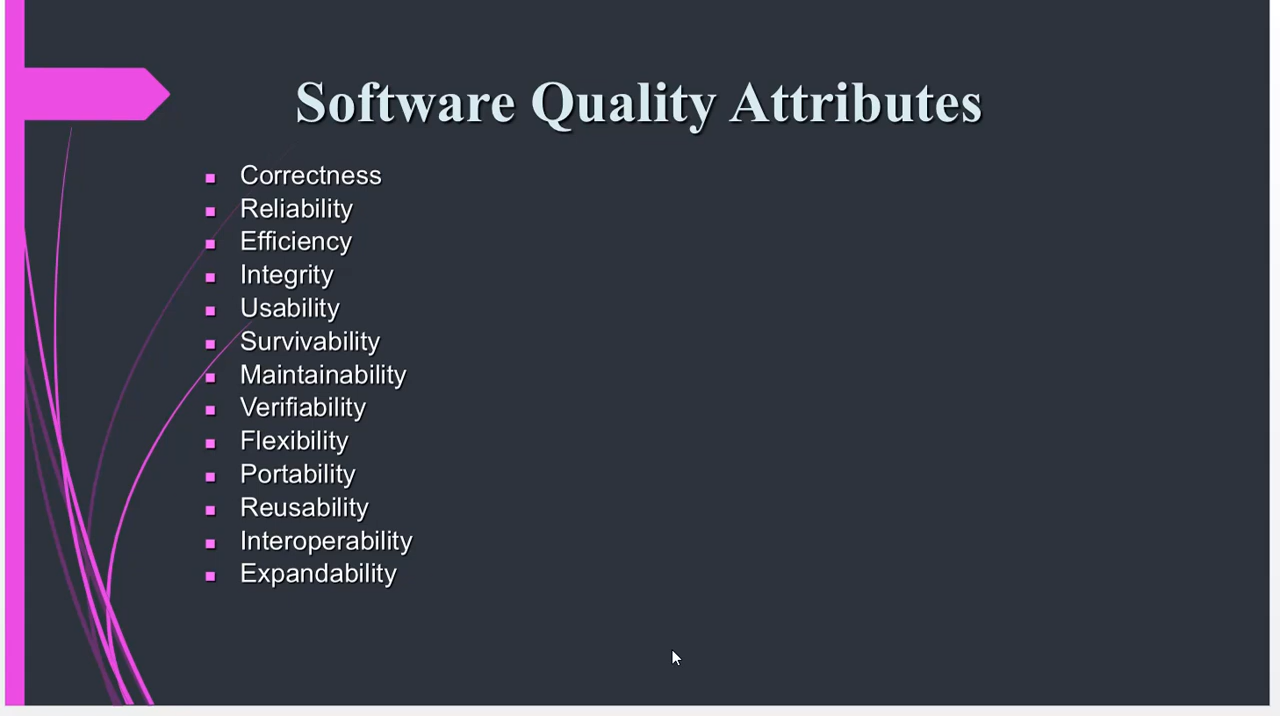 Software Quality Attributes
Correctness
Reliability
Efficiency
Integrity
Usability
Survivability
Maintainability
Verifiability
Flexibility
Portability
Reusability
Interoperability
Expandability